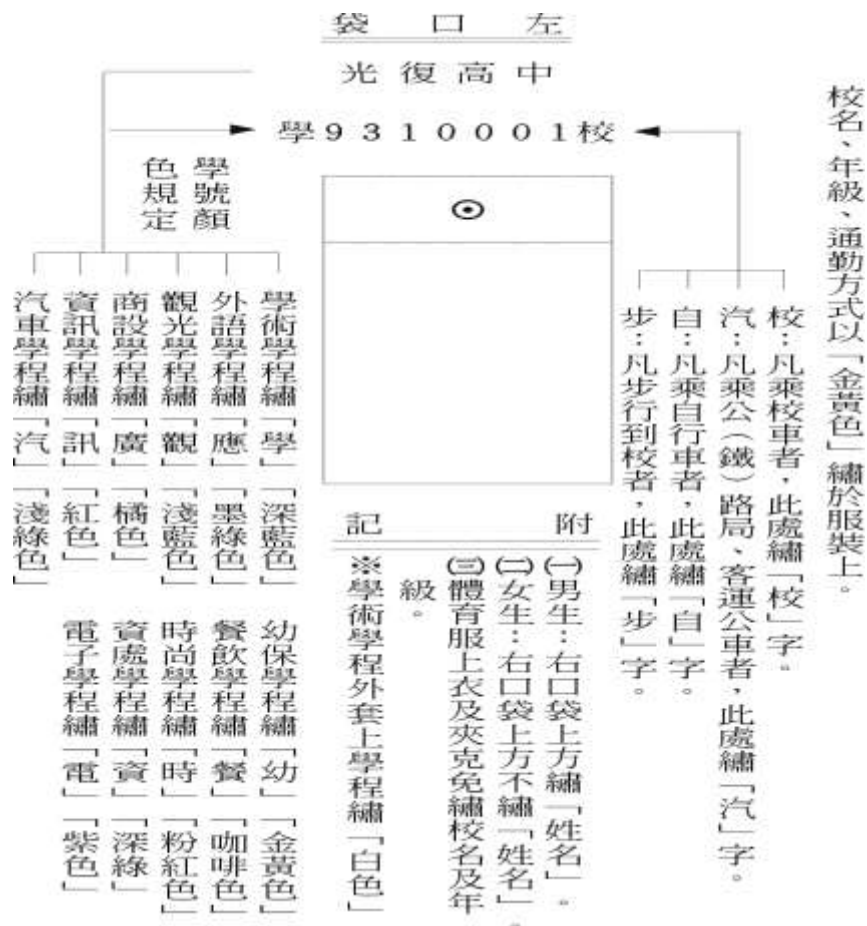 左口袋
光復高中
學9310001校
校名、年級、通勤方式以「金黃色」繡於服裝上。
校：凡乘校車者，此處繡「校」字。
汽：凡乘公（鐵）路局、客運公車者，此處繡「汽」字。
自：凡乘自行車者，此處繡「自」字。
步：凡步行到校者，此處繡「步」字。
學號顏
色規定
學術學程繡「學」「深藍色」
外語學程繡「應」「墨綠色」
觀光學程繡「觀」「淺藍色」
商設學程繡「廣」「橘色」
資訊學程繡「訊」「紅色」
汽車學程繡「汽」「淺綠色」
幼保學程繡「幼」「金黃色」
餐飲學程繡「餐」「咖啡色」
時尚學程繡「時」「粉紅色」
資處學程繡「資」「深綠」
電子學程繡「電」「紫色」
附記
㈠男生：右口袋上方繡「姓名」。
㈡女生：右口袋上方不繡「姓名」。
㈢體育服上衣及夾克免繡校名及年
級。
※學術學程外套上學程繡「白色」